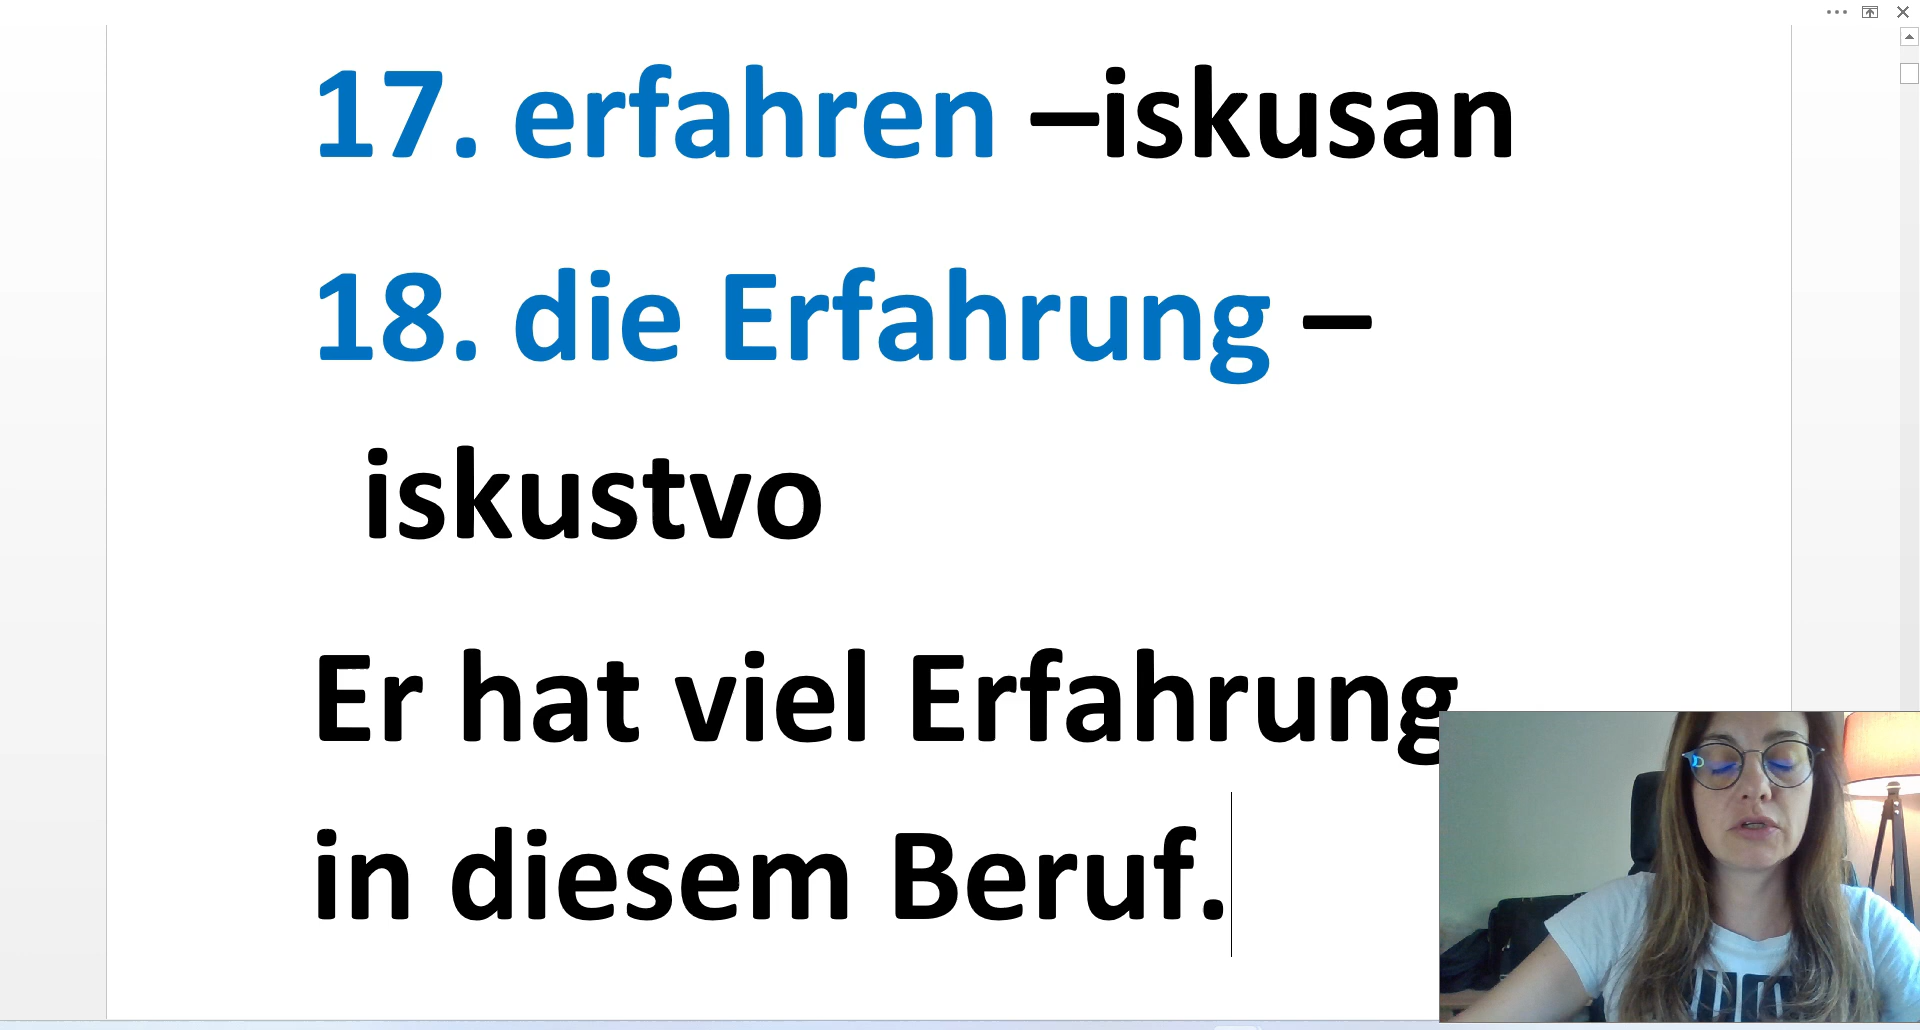 17. erfahren –iskusan
18. die Erfahrung –
iskustvo
Er hat viel Erfahrung
in diesem Beruf.